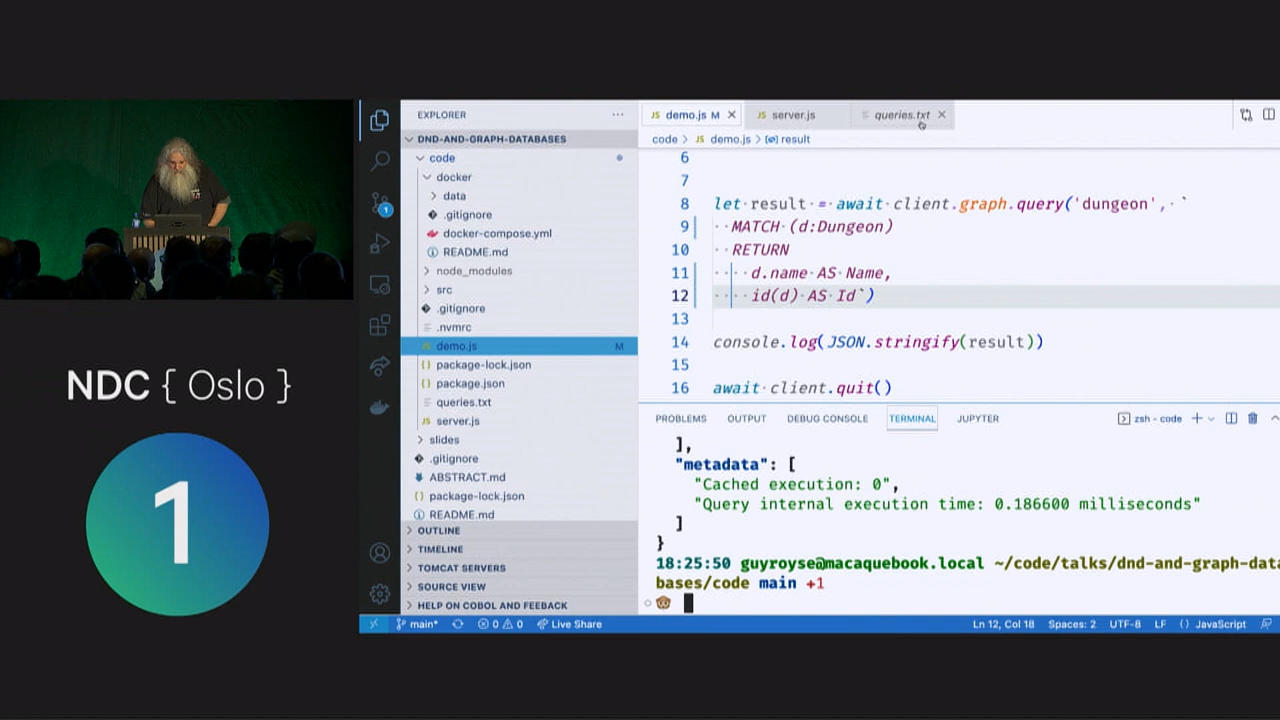 EXPLORER
DND-AND-GRAPH-DATABASES
code
docker
data
.gitignore
docker-compose.yml
README.md
node_modules
src
.gitignore
.nvmrc
demo.js M
package-lock.json
package.json
queries.txt
server.js
slides
.gitignore
ABSTRACT.md
package-lock.json
README.md
OUTLINE
TIMELINE
TOMCAT SERVERS
SOURCE VIEW
HELP ON COBOL AND FEEBACK
1
JS demo.js M
JS server.js
queries.txt
code > JS demo.js > result
6
7
8 let result = await client.graph.query('dungeon', `
9 MATCH (d:Dungeon)
10 RETURN
11 d.name AS Name,
12 id(d) AS Id`)
13
14 console.log(JSON.stringify(result))
15
16 await client.quit()
PROBLEMS OUTPUT DEBUG CONSOLE TERMINAL JUPYTER zsh - code
],
"metadata": [
"Cached execution: 0",
"Query internal execution time: 0.186600 milliseconds"
]
}
18:25:50 guyroyse@macaquebook.local ~/code/talks/dnd-and-graph-data
bases/code main +1
main* 0 0 Live Share Ln 12, Col 18 Spaces: 2 UTF-8 LF {} JavaScript
NDC { Oslo }
1